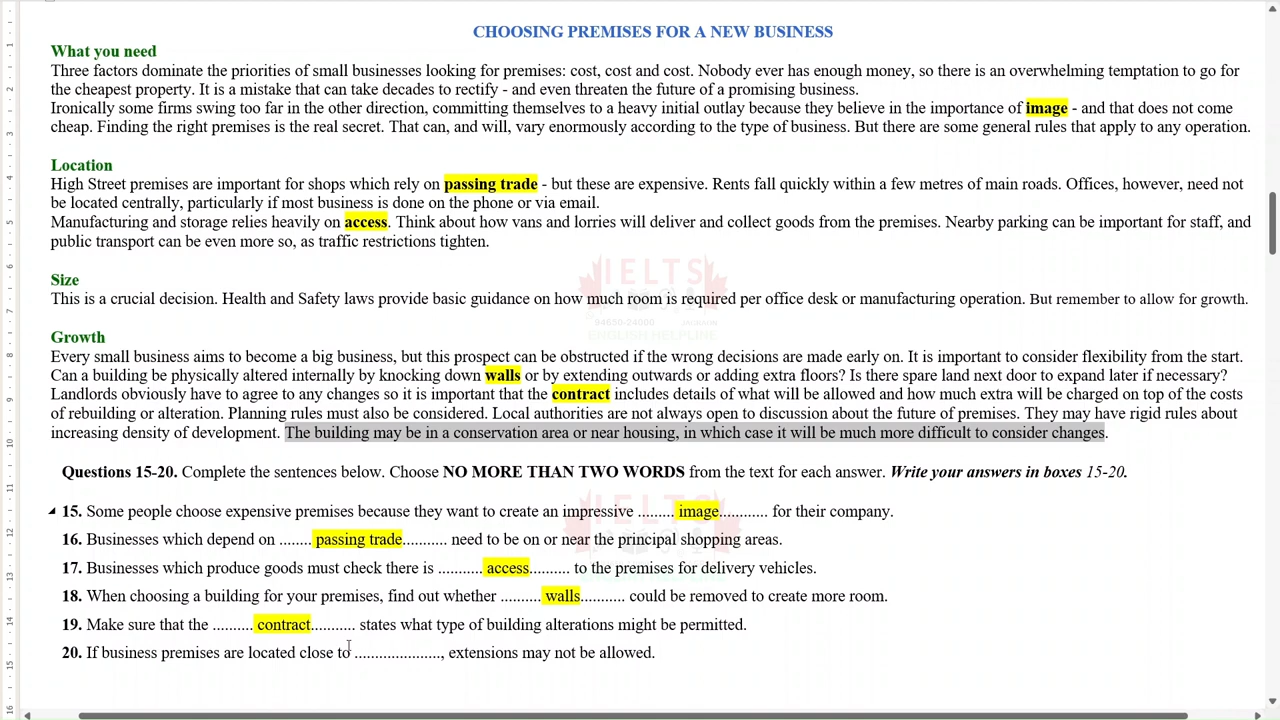 CHOOSING PREMISES FOR A NEW BUSINESS
What you need
Three factors dominate the priorities of small businesses looking for premises: cost, cost and cost. Nobody ever has enough money, so there is an overwhelming temptation to go for
the cheapest property. It is a mistake that can take decades to rectify - and even threaten the future of a promising business.
Ironically some firms swing too far in the other direction, committing themselves to a heavy initial outlay because they believe in the importance of image - and that does not come
cheap. Finding the right premises is the real secret. That can, and will, vary enormously according to the type of business. But there are some general rules that apply to any operation.
Location
High Street premises are important for shops which rely on passing trade - but these are expensive. Rents fall quickly within a few metres of main roads. Offices, however, need not
be located centrally, particularly if most business is done on the phone or via email.
Manufacturing and storage relies heavily on access. Think about how vans and lorries will deliver and collect goods from the premises. Nearby parking can be important for staff, and
public transport can be even more so, as traffic restrictions tighten.
IELTS
Size
This is a crucial decision. Health and Safety laws provide basic guidance on how much room is required per office desk or manufacturing operation. But remember to allow for growth.
94650-24000
ENGLISH HELPLINE
Growth
Every small business aims to become a big business, but this prospect can be obstructed if the wrong decisions are made early on. It is important to consider flexibility from the start.
Can a building be physically altered internally by knocking down walls or by extending outwards or adding extra floors? Is there spare land next door to expand later if necessary?
Landlords obviously have to agree to any changes so it is important that the contract includes details of what will be allowed and how much extra will be charged on top of the costs
of rebuilding or alteration. Planning rules must also be considered. Local authorities are not always open to discussion about the future of premises. They may have rigid rules about
increasing density of development. The building may be in a conservation area or near housing, in which case it will be much more difficult to consider changes.
Questions 15-20. Complete the sentences below. Choose NO MORE THAN TWO WORDS from the text for each answer. Write your answers in boxes 15-20.
IELTS
15. Some people choose expensive premises because they want to create an impressive ......... image............ for their company.
16. Businesses which depend on ........ passing trade........... need to be on or near the principal shopping areas.
17. Businesses which produce goods must check there is ........... access.......... to the premises for delivery vehicles.
18. When choosing a building for your premises, find out whether .......... walls........... could be removed to create more room.
19. Make sure that the .......... contract........... states what type of building alterations might be permitted.
20. If business premises are located close to ......................, extensions may not be allowed.